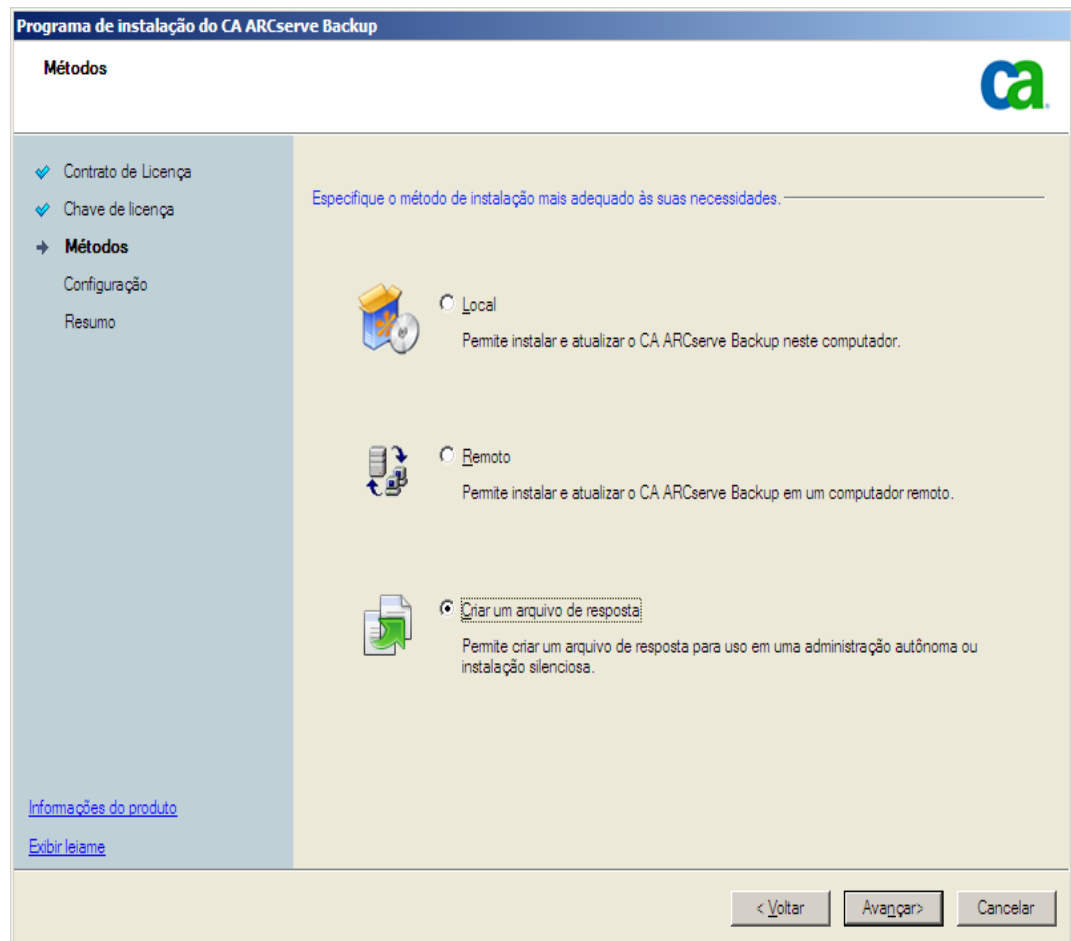 Programa de instalação do CA ARCserve Backup
Métodos
ca
Contrato de Licença
Chave de licença
Métodos
Configuração
Resumo
Informações do produto
Exibir leiame
Especifique o método de instalação mais adequado às suas necessidades.
Local
Permite instalar e atualizar o CA ARCserve Backup neste computador.
Remoto
Permite instalar e atualizar o CA ARCserve Backup em um computador remoto.
Criar um arquivo de resposta
Permite criar um arquivo de resposta para uso em uma administração autônoma ou
instalação silenciosa.
< Voltar
Avançar>
Cancelar